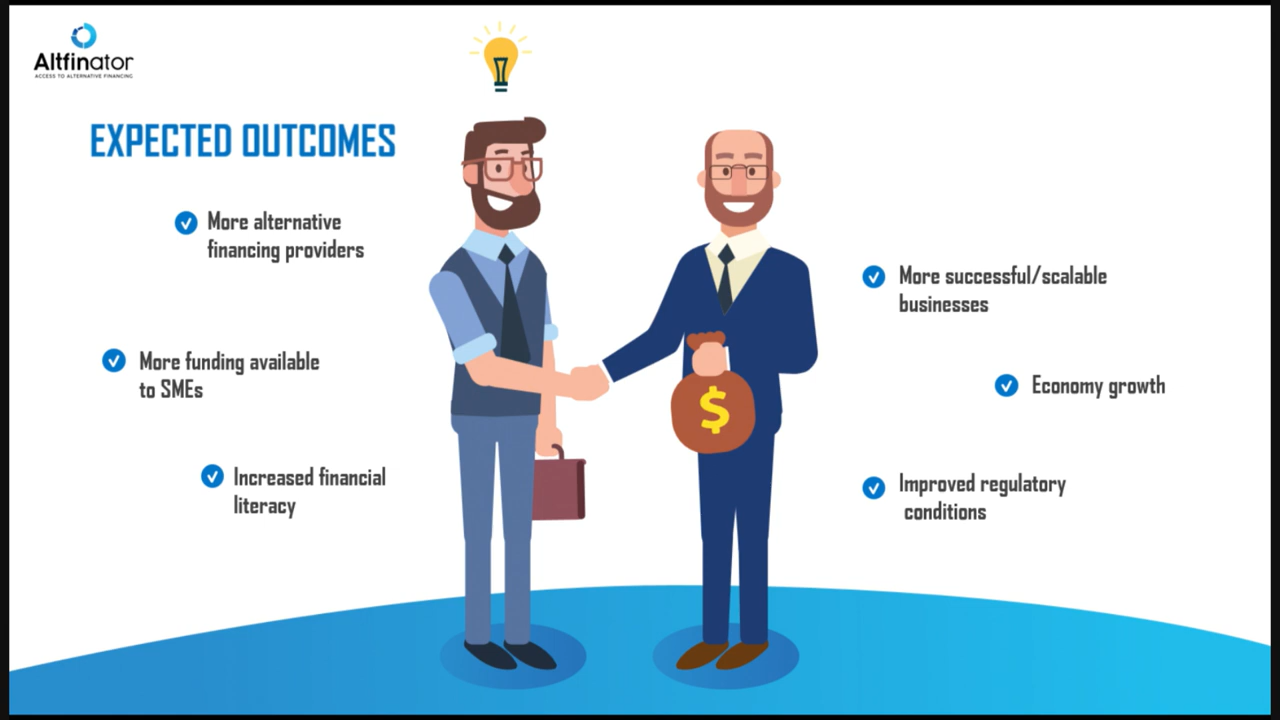 Altfinator
ACCESS TO ALTERNATIVE FINANCING
EXPECTED OUTCOMES
More alternative
financing providers
More funding available
to SMEs
Increased financial
literacy
$
More successful/scalable
businesses
Economy growth
Improved regulatory
conditions